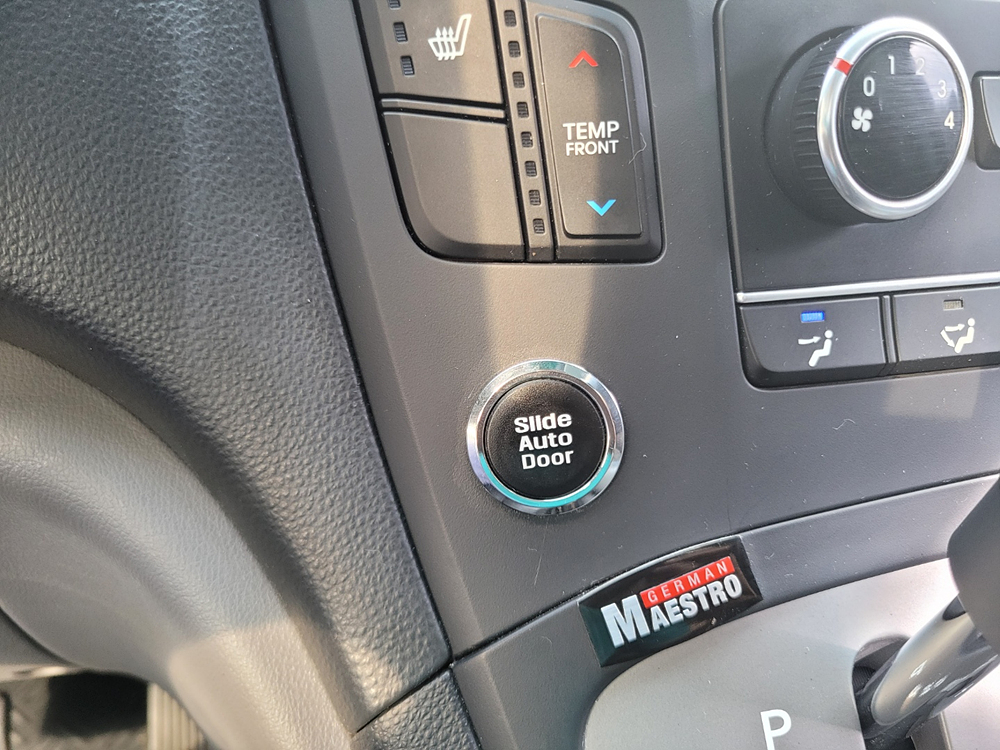 TEMP
FRONT
0 1 2 3 4
Slide
Auto
Door
GERMAN
MAESTRO
P